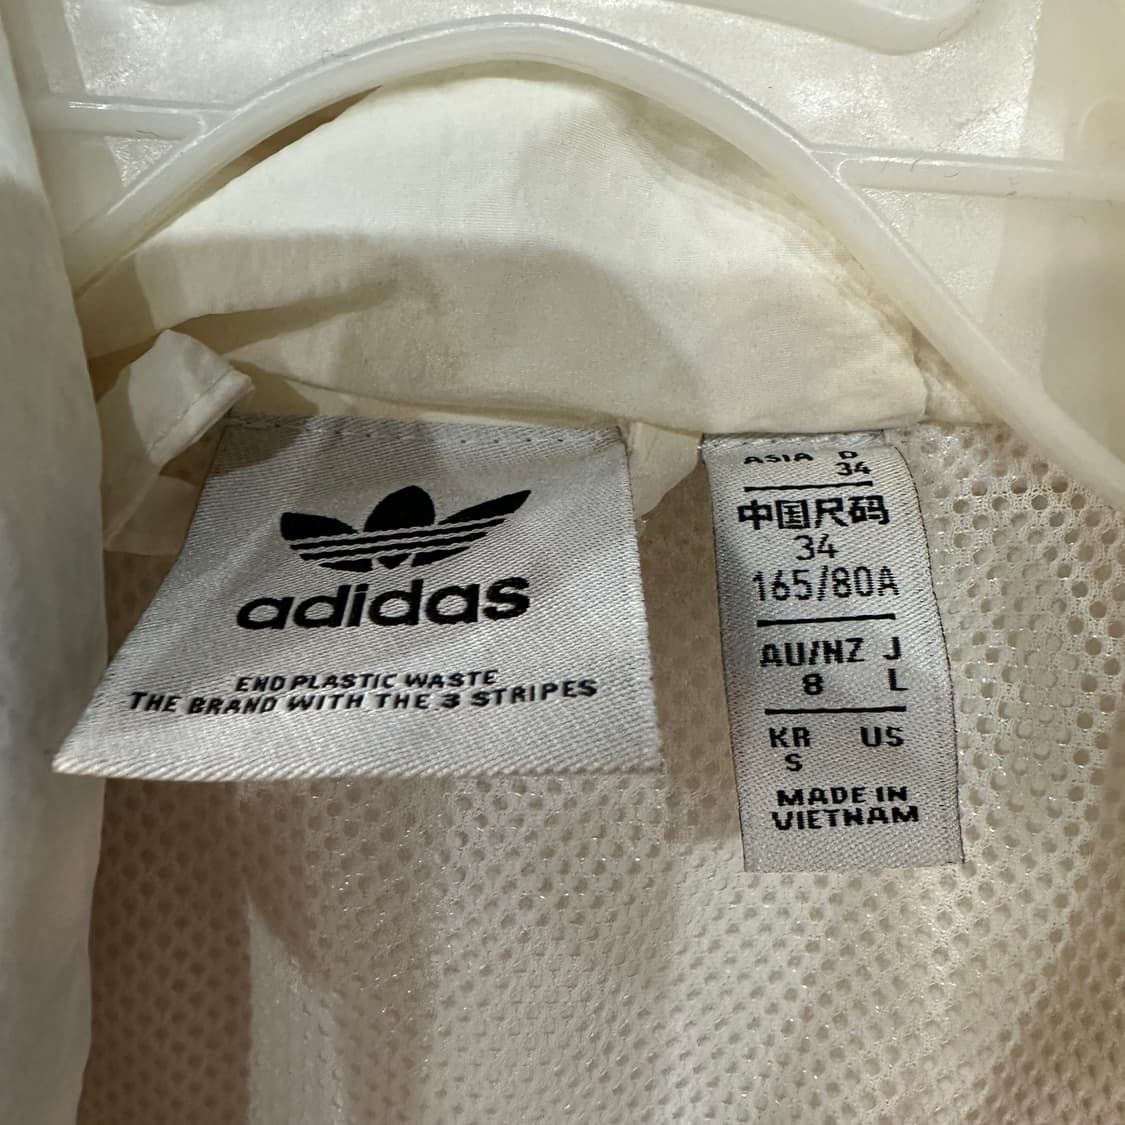 adidas
END PLASTIC WASTE
THE BRAND WITH THE 3 STRIPES
ASIA D
34
中国尺码
34
165/80A
AU/NZ J
8 L
KR US
S
MADE IN
VIETNAM